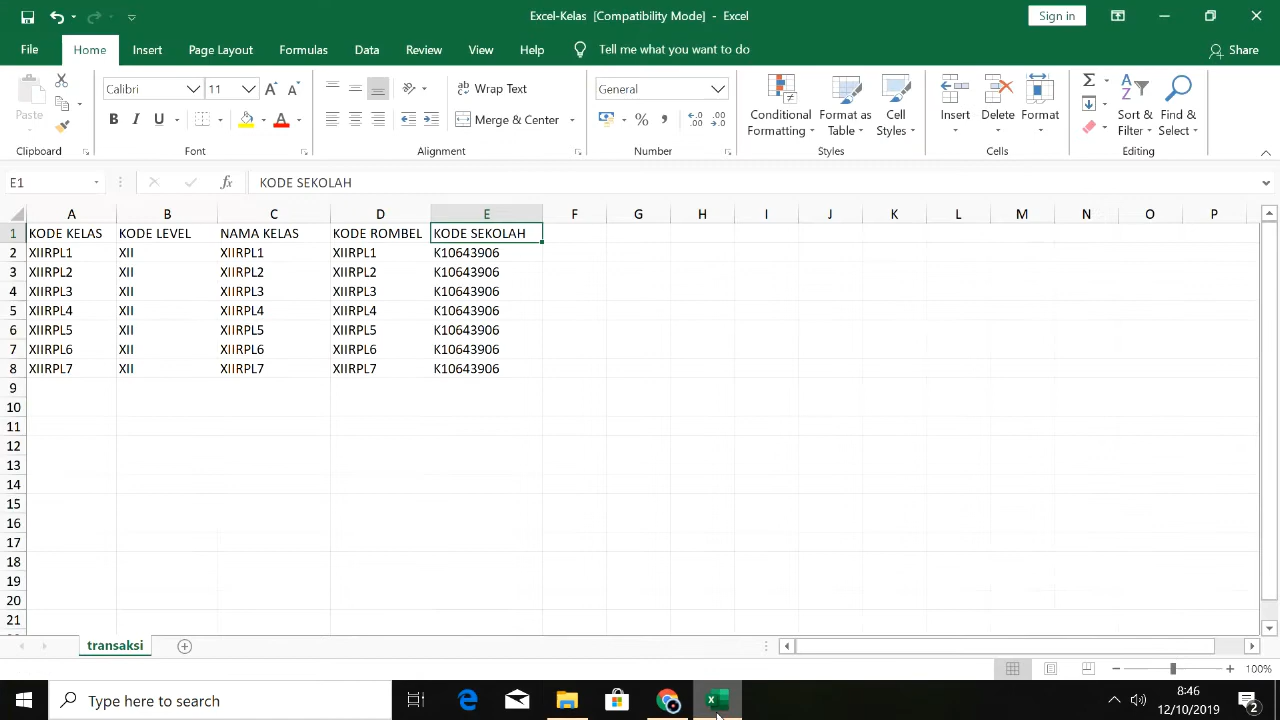 Excel-Kelas [Compatibility Mode] - Excel
Sign in
File Home Insert Page Layout Formulas Data Review View Help Tell me what you want to do Share
Calibri 11 Wrap Text General
Paste Merge & Center Conditional Formatting Format as Table Cell Styles Insert Delete Format Sort & Filter Find & Select
Clipboard Font Alignment Number Styles Cells Editing
E1 fx KODE SEKOLAH
A B C D E F G H I J K L M N O P
1 KODE KELAS KODE LEVEL NAMA KELAS KODE ROMBEL KODE SEKOLAH
2 XIIRPL1 XII XIIRPL1 XIIRPL1 K10643906
3 XIIRPL2 XII XIIRPL2 XIIRPL2 K10643906
4 XIIRPL3 XII XIIRPL3 XIIRPL3 K10643906
5 XIIRPL4 XII XIIRPL4 XIIRPL4 K10643906
6 XIIRPL5 XII XIIRPL5 XIIRPL5 K10643906
7 XIIRPL6 XII XIIRPL6 XIIRPL6 K10643906
8 XIIRPL7 XII XIIRPL7 XIIRPL7 K10643906
9
10
11
12
13
14
15
16
17
18
19
20
21
transaksi
100%
Type here to search
8:46
12/10/2019
2